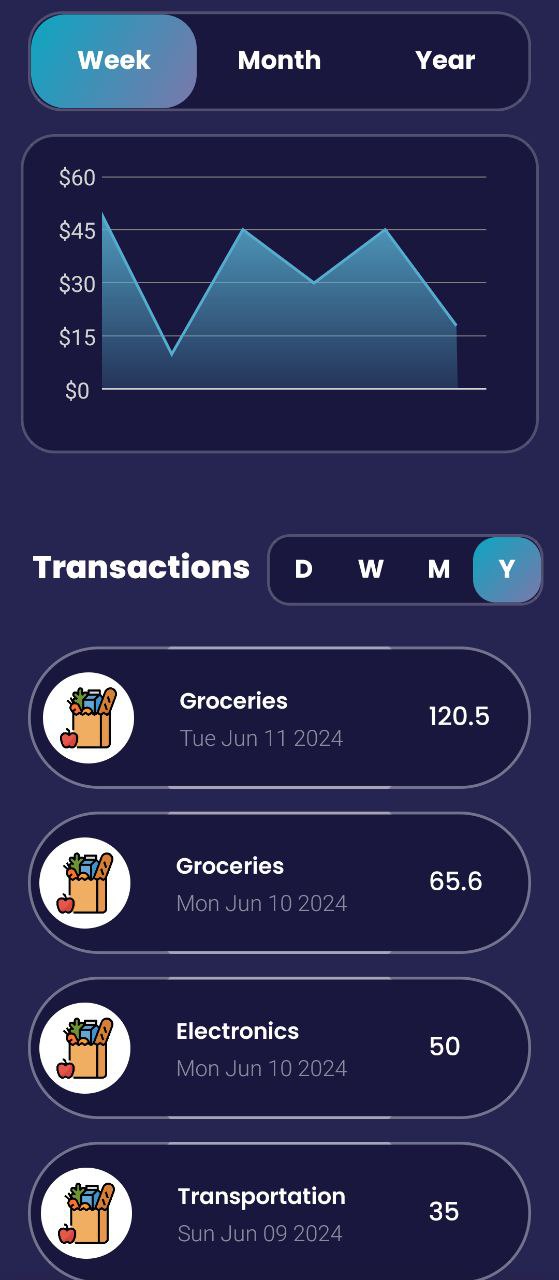 Week Month Year
$60
$45
$30
$15
$0
Transactions D W M Y
Groceries
Tue Jun 11 2024
120.5
Groceries
Mon Jun 10 2024
65.6
Electronics
Mon Jun 10 2024
50
Transportation
Sun Jun 09 2024
35